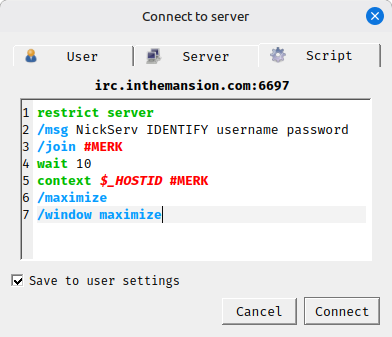 Connect to server
User Server Script
irc.inthemansion.com:6697
1 restrict server
2 /msg NickServ IDENTIFY username password
3 /join #MERK
4 wait 10
5 context $_HOSTID #MERK
6 /maximize
7 /window maximize
Save to user settings
Cancel Connect